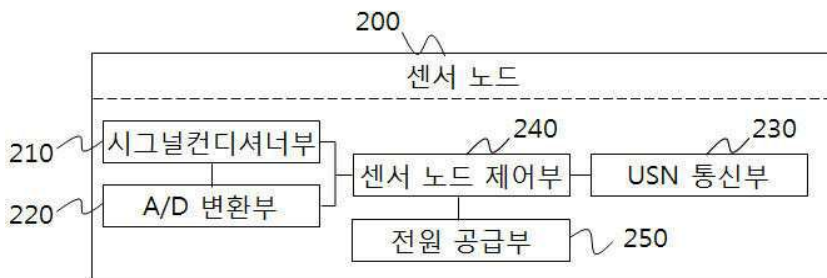 200
센서 노드
210
시그널컨디셔너부
240
230
센서 노드 제어부
USN 통신부
220
A/D 변환부
전원 공급부
250